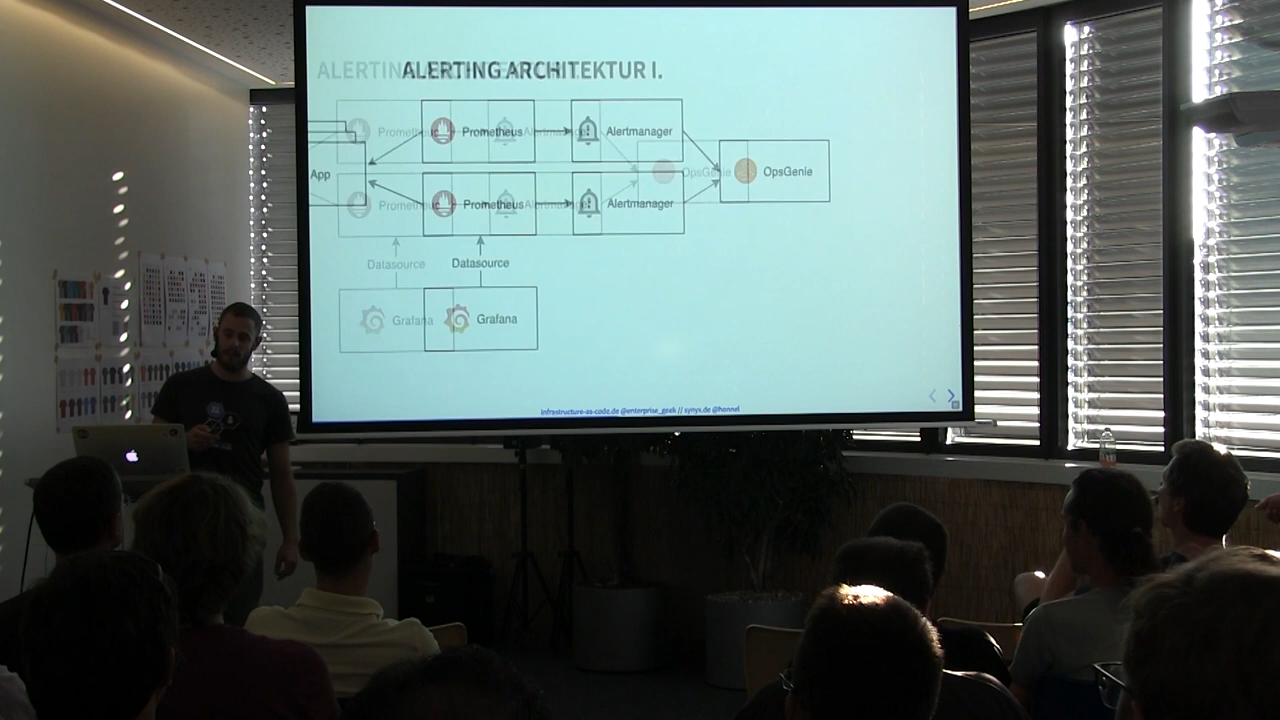 ALERTING ARCHITEKTUR I.
Prometheus
Alertmanager
App
OpsGenie
Prometheus
Alertmanager
Datasource
Datasource
Grafana
Grafana
infrastructure-as-code.de @enterprise_geek // synyx.de @honnel